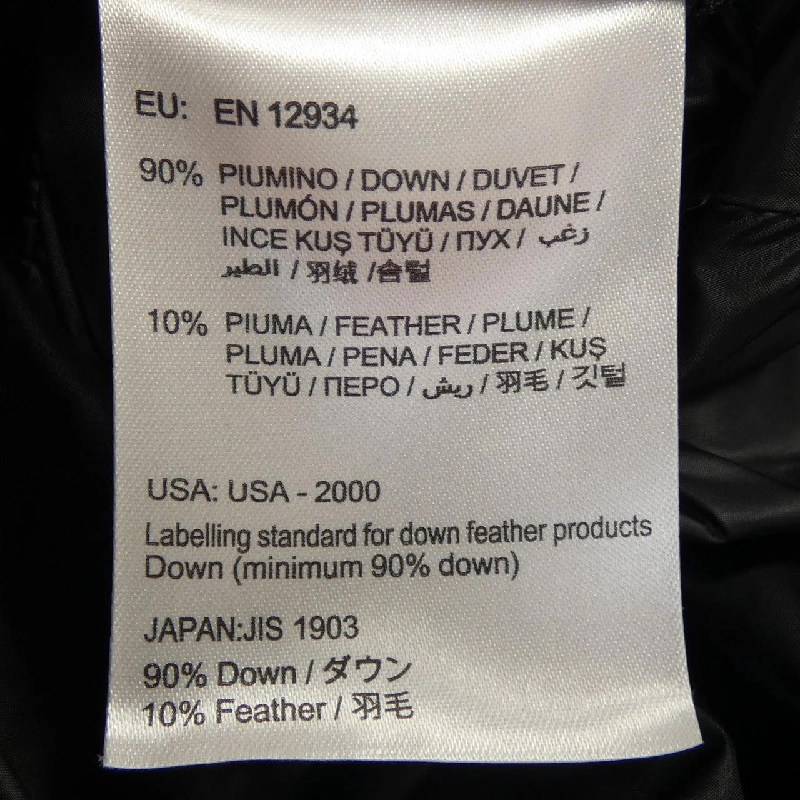 EU: EN 12934
90% PIUMINO / DOWN / DUVET /
PLUMÓN / PLUMAS / DAUNE /
INCE KUŞ TÜYÜ / ПУХ / زغب
الطير / 羽绒 /솜털
10% PIUMA / FEATHER / PLUME /
PLUMA / PENA / FEDER / KUŞ
TÜYÜ / ПЕРО / ريش / 羽毛 / 깃털
USA: USA - 2000
Labelling standard for down feather products
Down (minimum 90% down)
JAPAN:JIS 1903
90% Down / ダウン
10% Feather / 羽毛